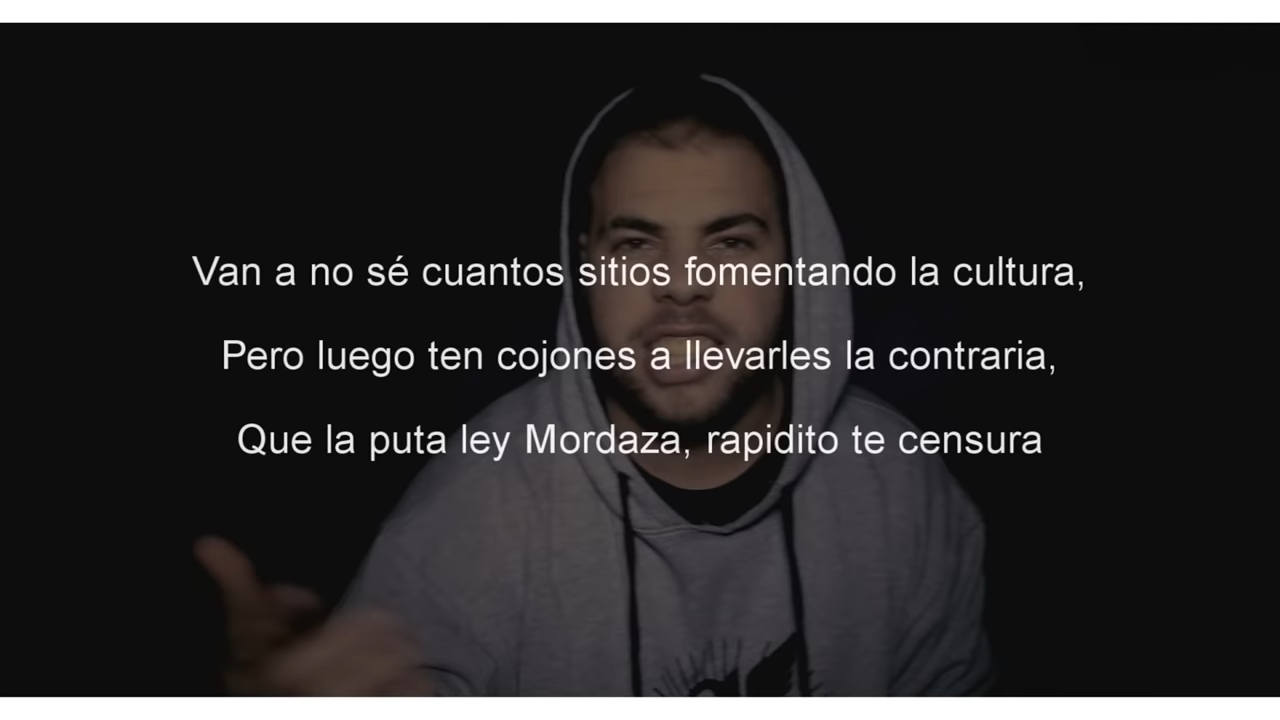 Van a no sé cuantos sitios fomentando la cultura,
Pero luego ten cojones a llevarles la contraria,
Que la puta ley Mordaza, rapidito te censura